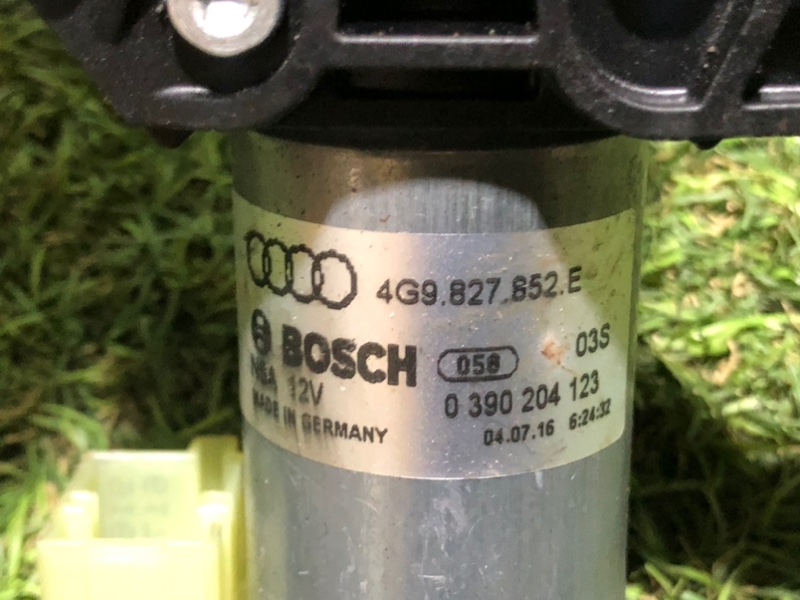 4G9.827.852.E
BOSCH 058 03S
NSA 12V 0 390 204 123
MADE IN GERMANY 04.07.16 6:24:32